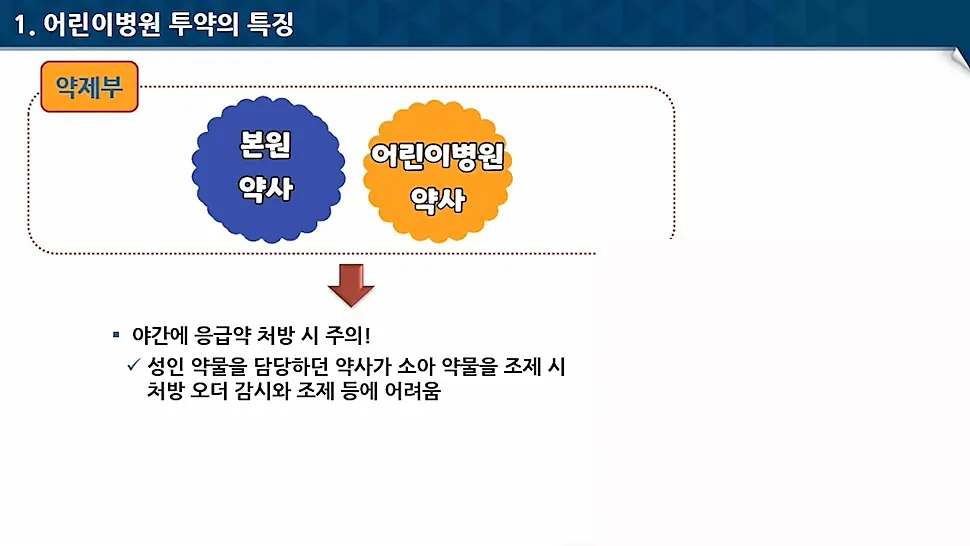 1. 어린이병원 투약의 특징
약제부
본원
약사
어린이병원
약사
▪ 야간에 응급약 처방 시 주의!
✓ 성인 약물을 담당하던 약사가 소아 약물을 조제 시
처방 오더 감시와 조제 등에 어려움